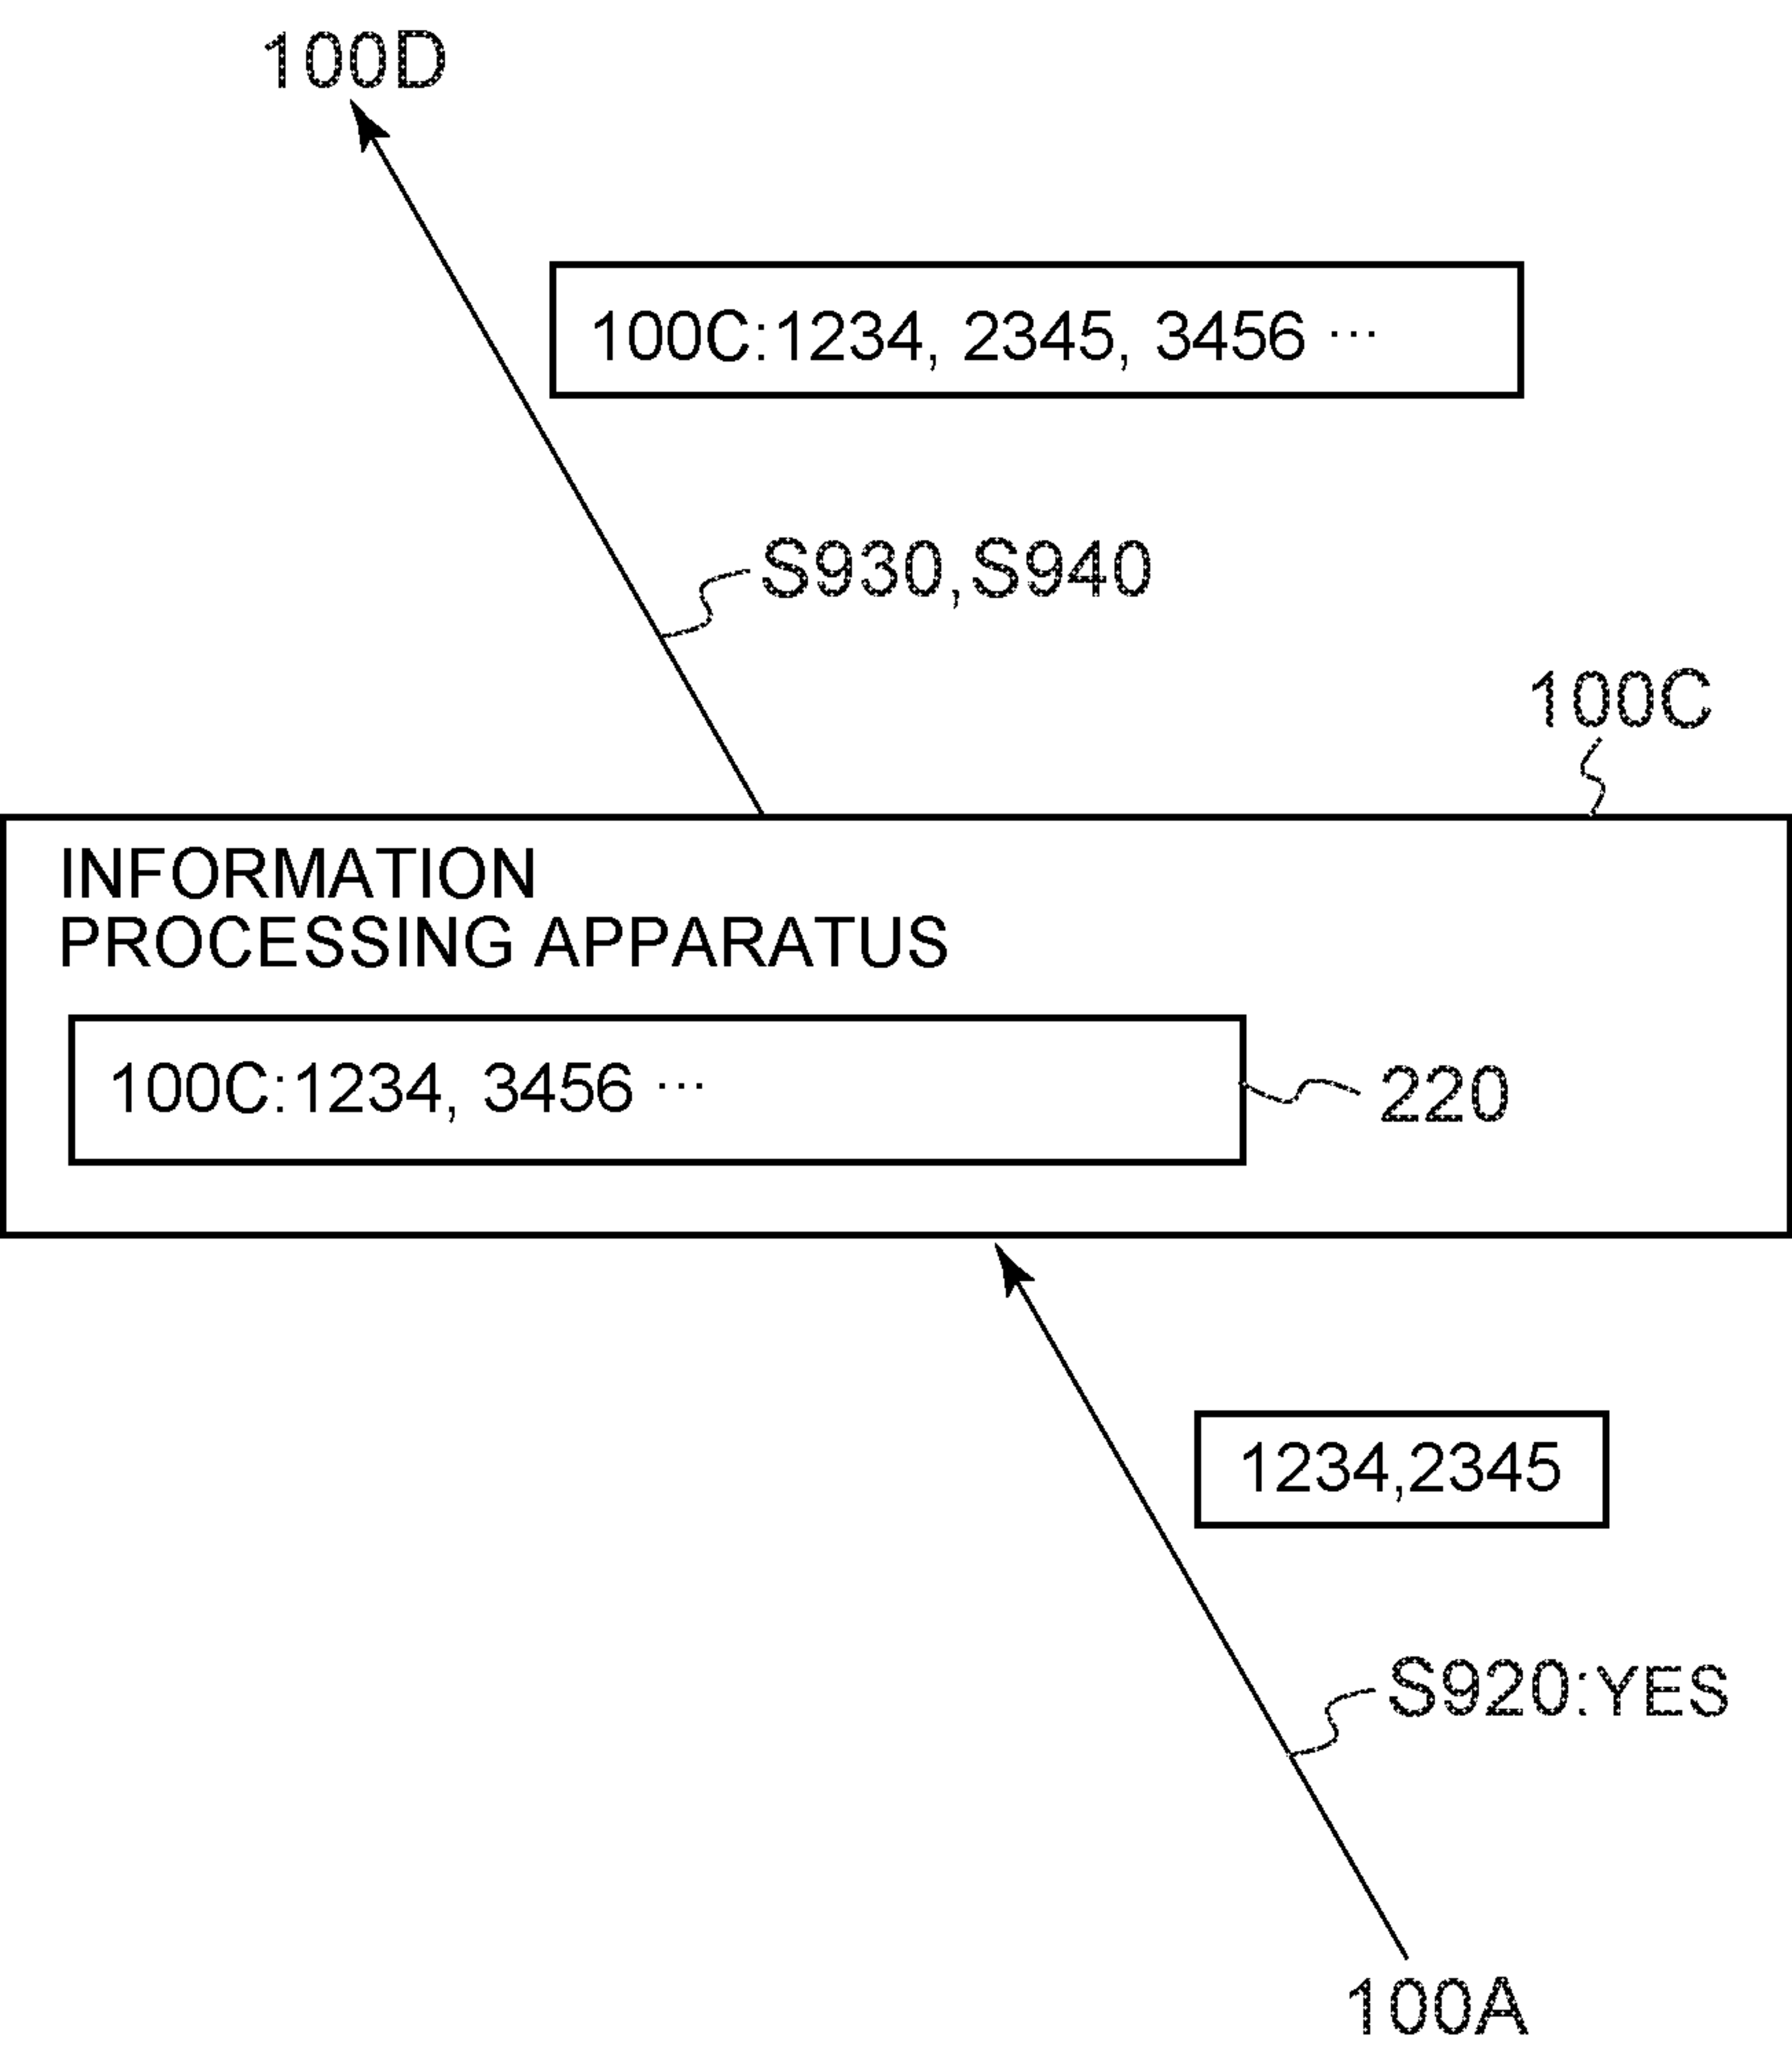 100D
100C:1234, 2345, 3456 ···
S930,S940
100C
INFORMATION
PROCESSING APPARATUS
100C:1234, 3456 ···
220
1234,2345
S920:YES
100A